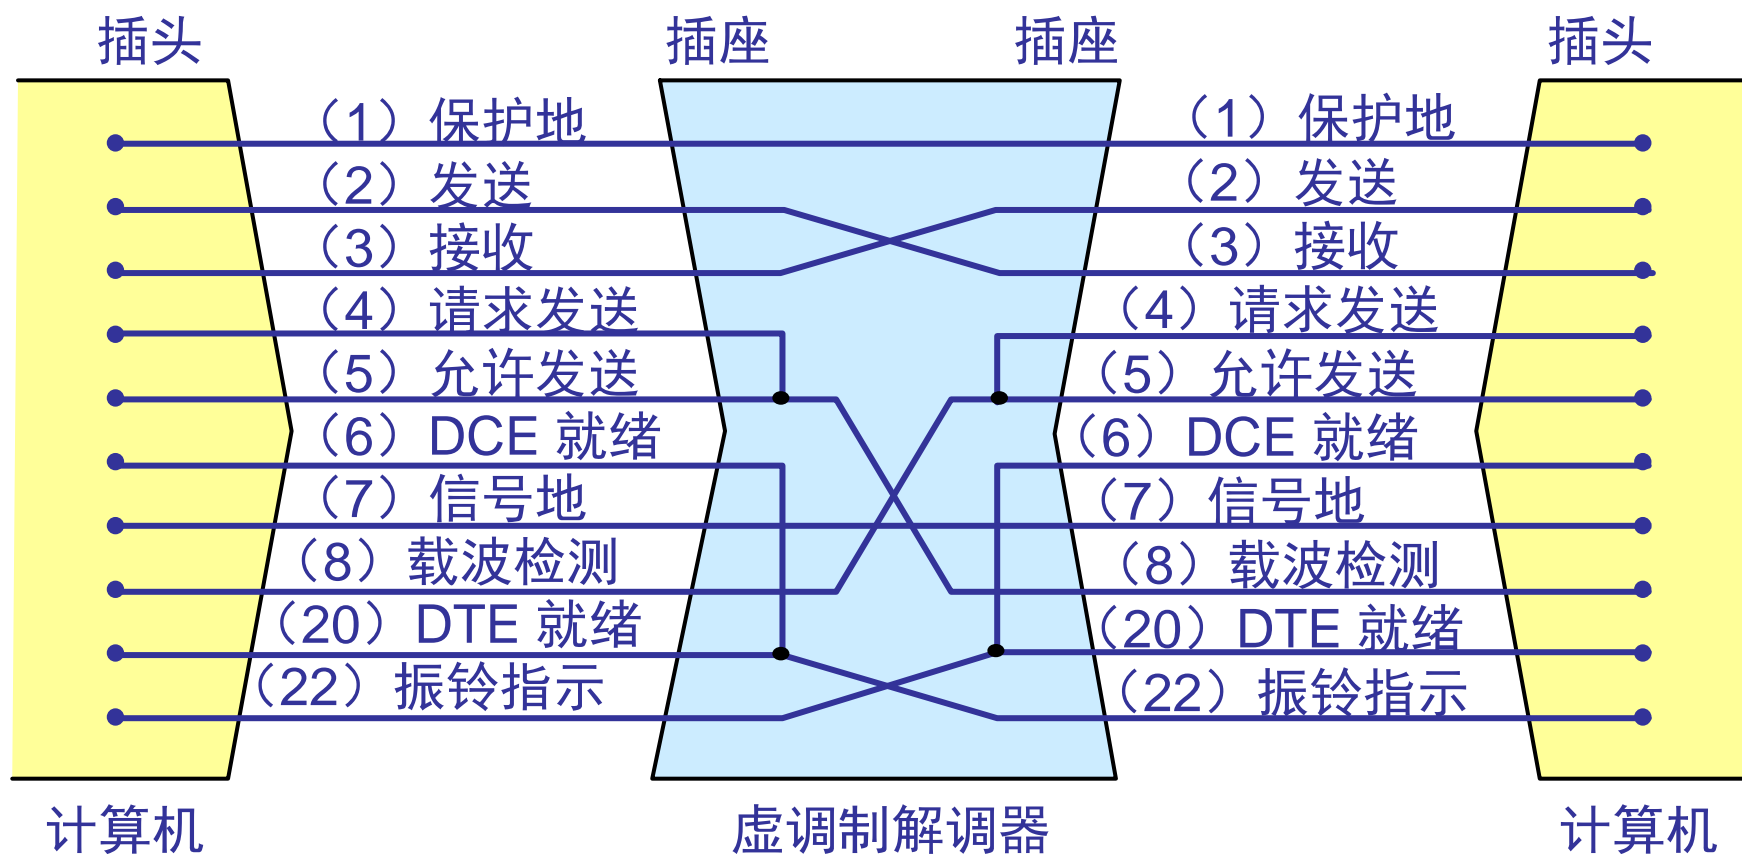 插头 插座 插座 插头
（1）保护地 （1）保护地
（2）发送 （2）发送
（3）接收 （3）接收
（4）请求发送 （4）请求发送
（5）允许发送 （5）允许发送
（6）DCE 就绪 （6）DCE 就绪
（7）信号地 （7）信号地
（8）载波检测 （8）载波检测
（20）DTE 就绪 （20）DTE 就绪
（22）振铃指示 （22）振铃指示
计算机 虚调制解调器 计算机